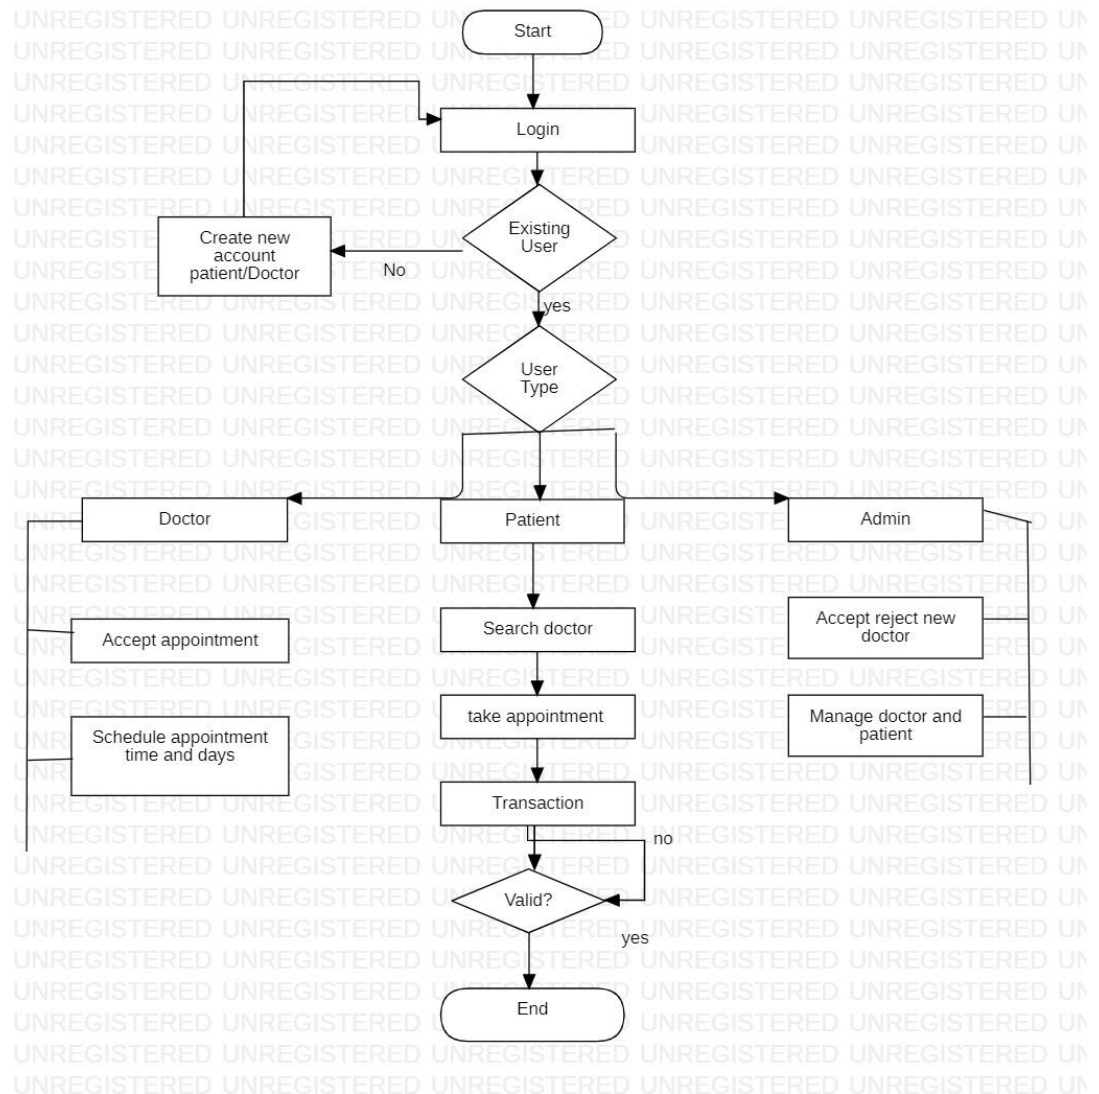 Start
Login
Existing
User
Create new
account
patient/Doctor
No
yes
User
Type
Doctor
Patient
Admin
Accept appointment
Search doctor
Accept reject new
doctor
Schedule appointment
time and days
take appointment
Manage doctor and
patient
Transaction
no
Valid?
yes
End
UNREGISTERED